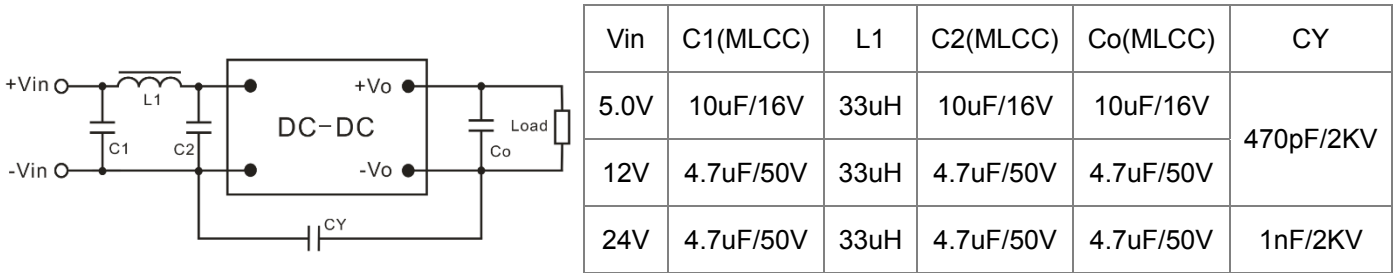 +Vin
L1
C1
C2
-Vin
DC-DC
+Vo
-Vo
Co
Load
CY
Vin C1(MLCC) L1 C2(MLCC) Co(MLCC) CY
5.0V 10uF/16V 33uH 10uF/16V 10uF/16V 470pF/2KV
12V 4.7uF/50V 33uH 4.7uF/50V 4.7uF/50V
24V 4.7uF/50V 33uH 4.7uF/50V 4.7uF/50V 1nF/2KV